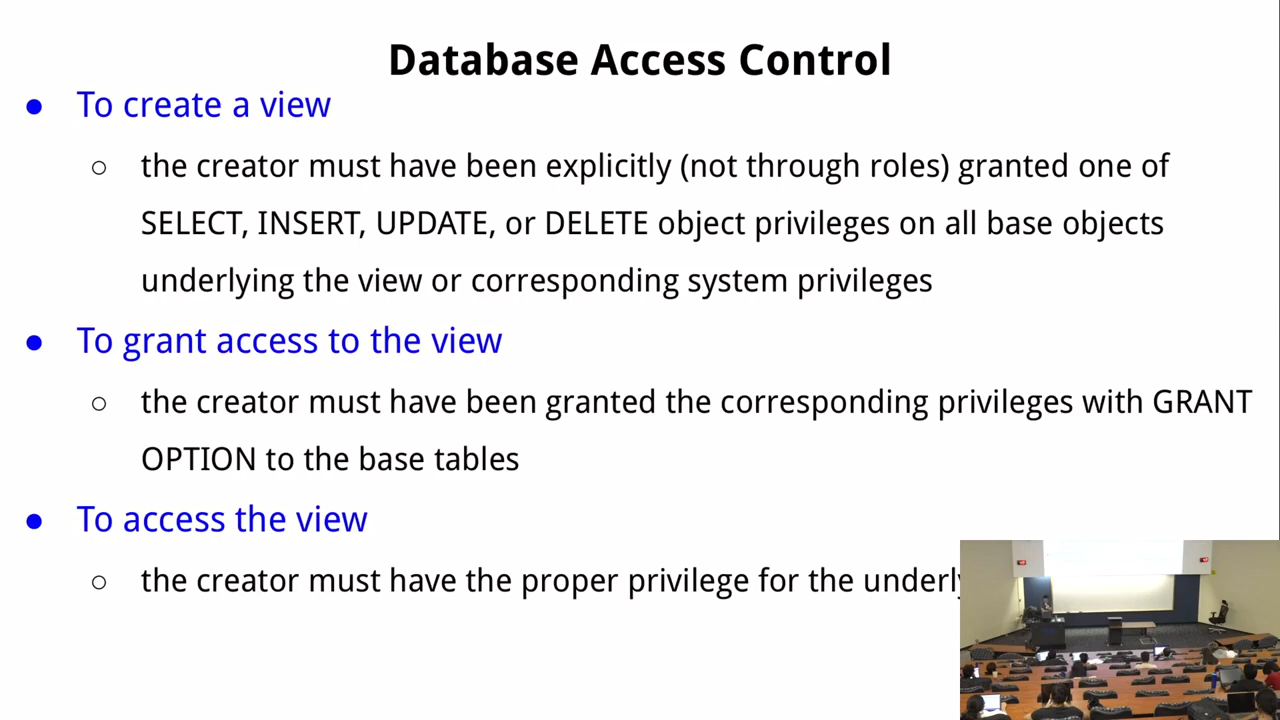 Database Access Control
● To create a view
○ the creator must have been explicitly (not through roles) granted one of
SELECT, INSERT, UPDATE, or DELETE object privileges on all base objects
underlying the view or corresponding system privileges
● To grant access to the view
○ the creator must have been granted the corresponding privileges with GRANT
OPTION to the base tables
● To access the view
○ the creator must have the proper privilege for the